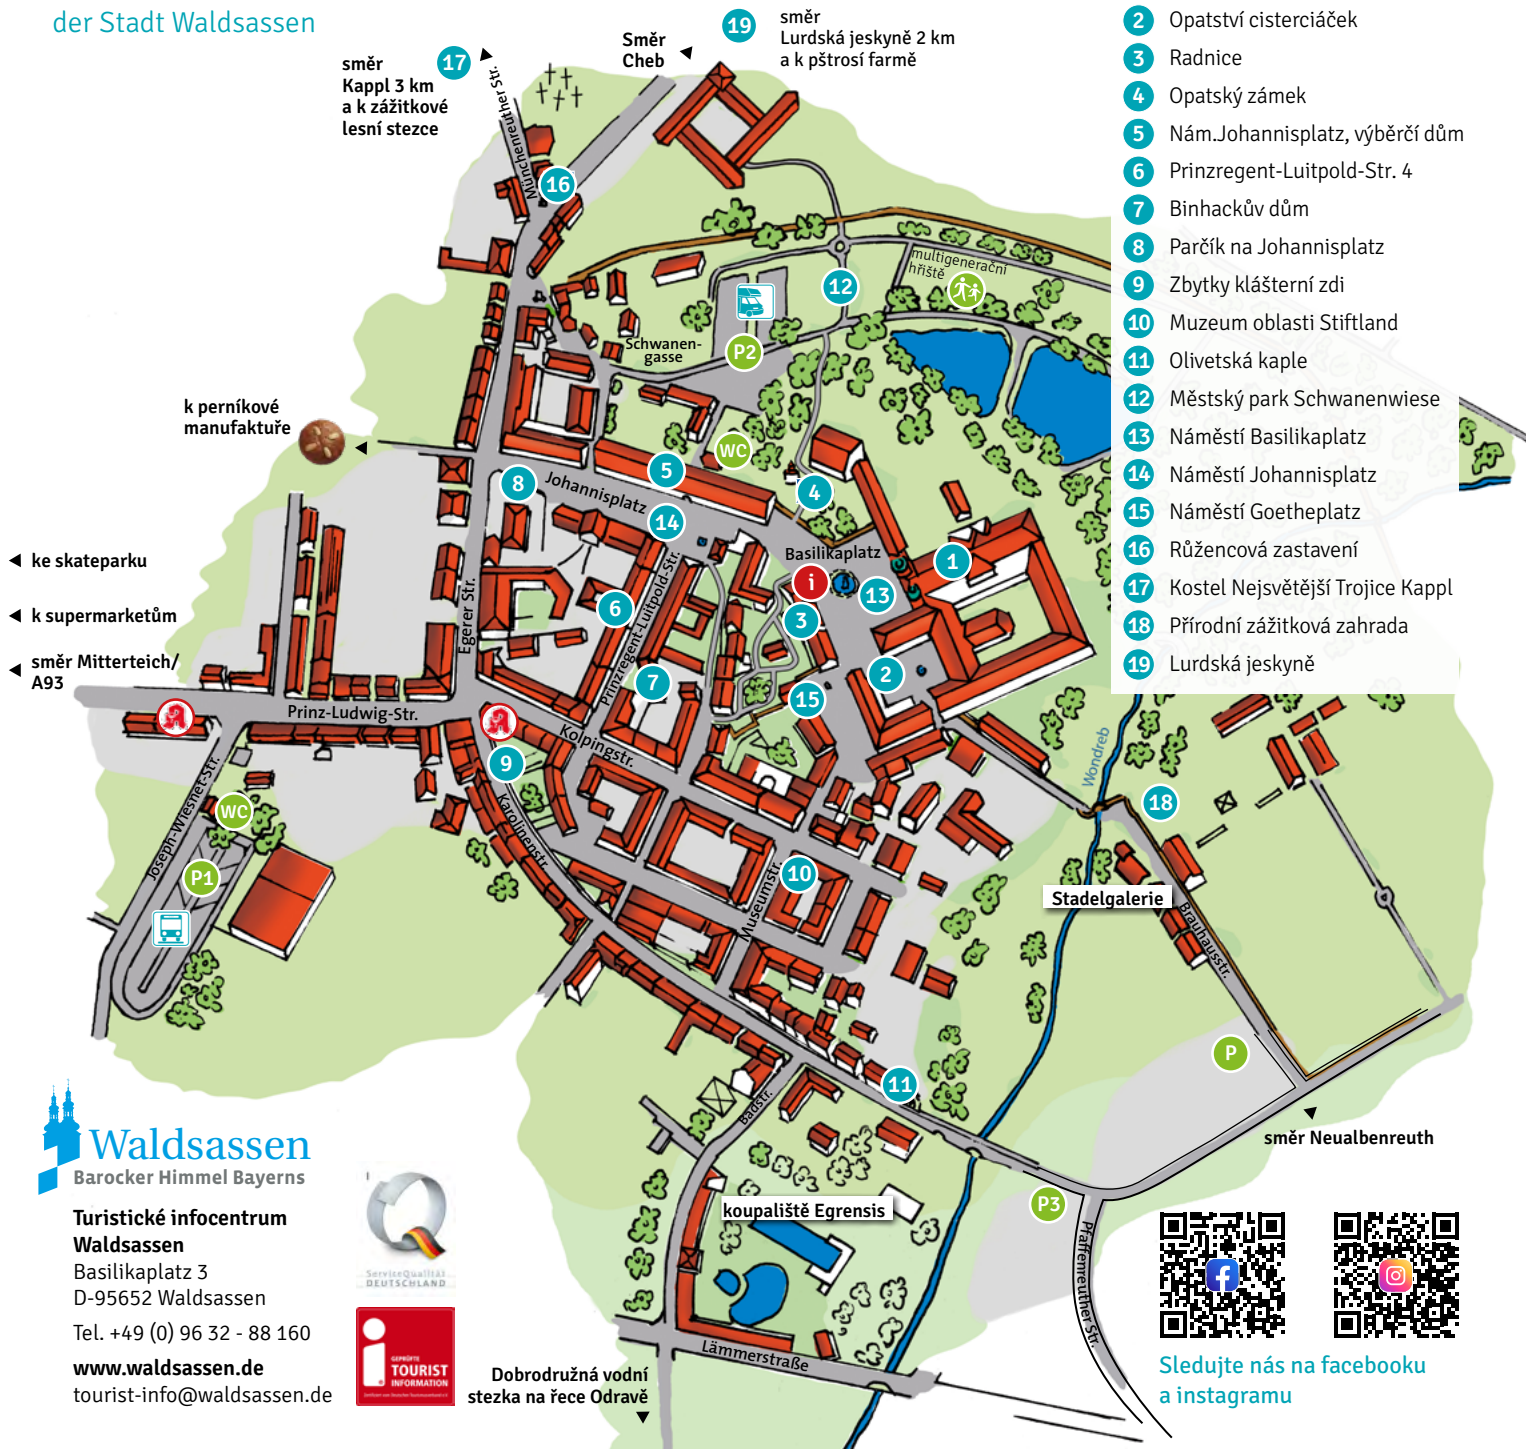 der Stadt Waldsassen
směr
Kappl 3 km
a k zážitkové
lesní stezce
17
Münchenreuther Str.
Směr
Cheb
19
směr
Lurdská jeskyně 2 km
a k pštrosí farmě
2 Opatství cisterciáček
3 Radnice
4 Opatský zámek
5 Nám.Johannisplatz, výběrčí dům
6 Prinzregent-Luitpold-Str. 4
7 Binhackův dům
8 Parčík na Johannisplatz
9 Zbytky klášterní zdi
10 Muzeum oblasti Stiftland
11 Olivetská kaple
12 Městský park Schwanenwiese
13 Náměstí Basilikaplatz
14 Náměstí Johannisplatz
15 Náměstí Goetheplatz
16 Růžencová zastavení
17 Kostel Nejsvětější Trojice Kappl
18 Přírodní zážitková zahrada
19 Lurdská jeskyně
16
multigenerační
hřiště
12
Schwanen-
gasse
P2
k perníkové
manufaktuře
WC
5
8
Johannisplatz
4
14
Basilikaplatz
1
i
13
3
6
Prinzregent-Luitpold-Str.
Egerer Str.
7
2
15
ke skateparku
k supermarketům
směr Mitterteich/
A93
Prinz-Ludwig-Str.
Kolpingstr.
9
Karolinenstr.
Joseph-Wiesnet-Str.
WC
P1
Wondreb
18
10
Museumstr.
Stadelgalerie
Brauhausstr.
P
11
Badstr.
směr Neualbenreuth
P3
Pfaffenreuther Str.
koupaliště Egrensis
Lämmerstraße
Dobrodružná vodní
stezka na řece Odravě
Waldsassen
Barocker Himmel Bayerns
Turistické infocentrum
Waldsassen
Basilikaplatz 3
D-95652 Waldsassen
Tel. +49 (0) 96 32 - 88 160
www.waldsassen.de
tourist-info@waldsassen.de
ServiceQualität
DEUTSCHLAND
GEPRÜFTE
TOURIST
INFORMATION
Sledujte nás na facebooku
a instagramu